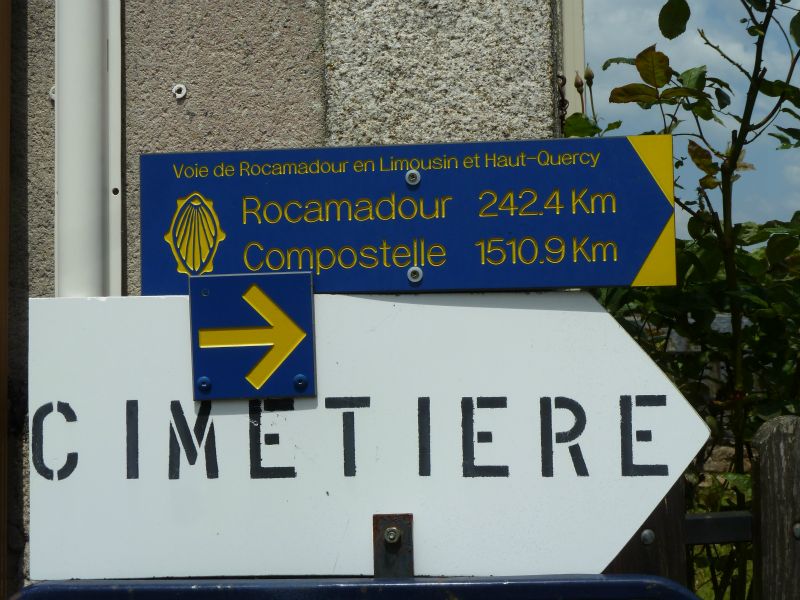 Voie de Rocamadour en Limousin et Haut-Quercy
Rocamadour 242.4 Km
Compostelle 1510.9 Km
CIMETIERE